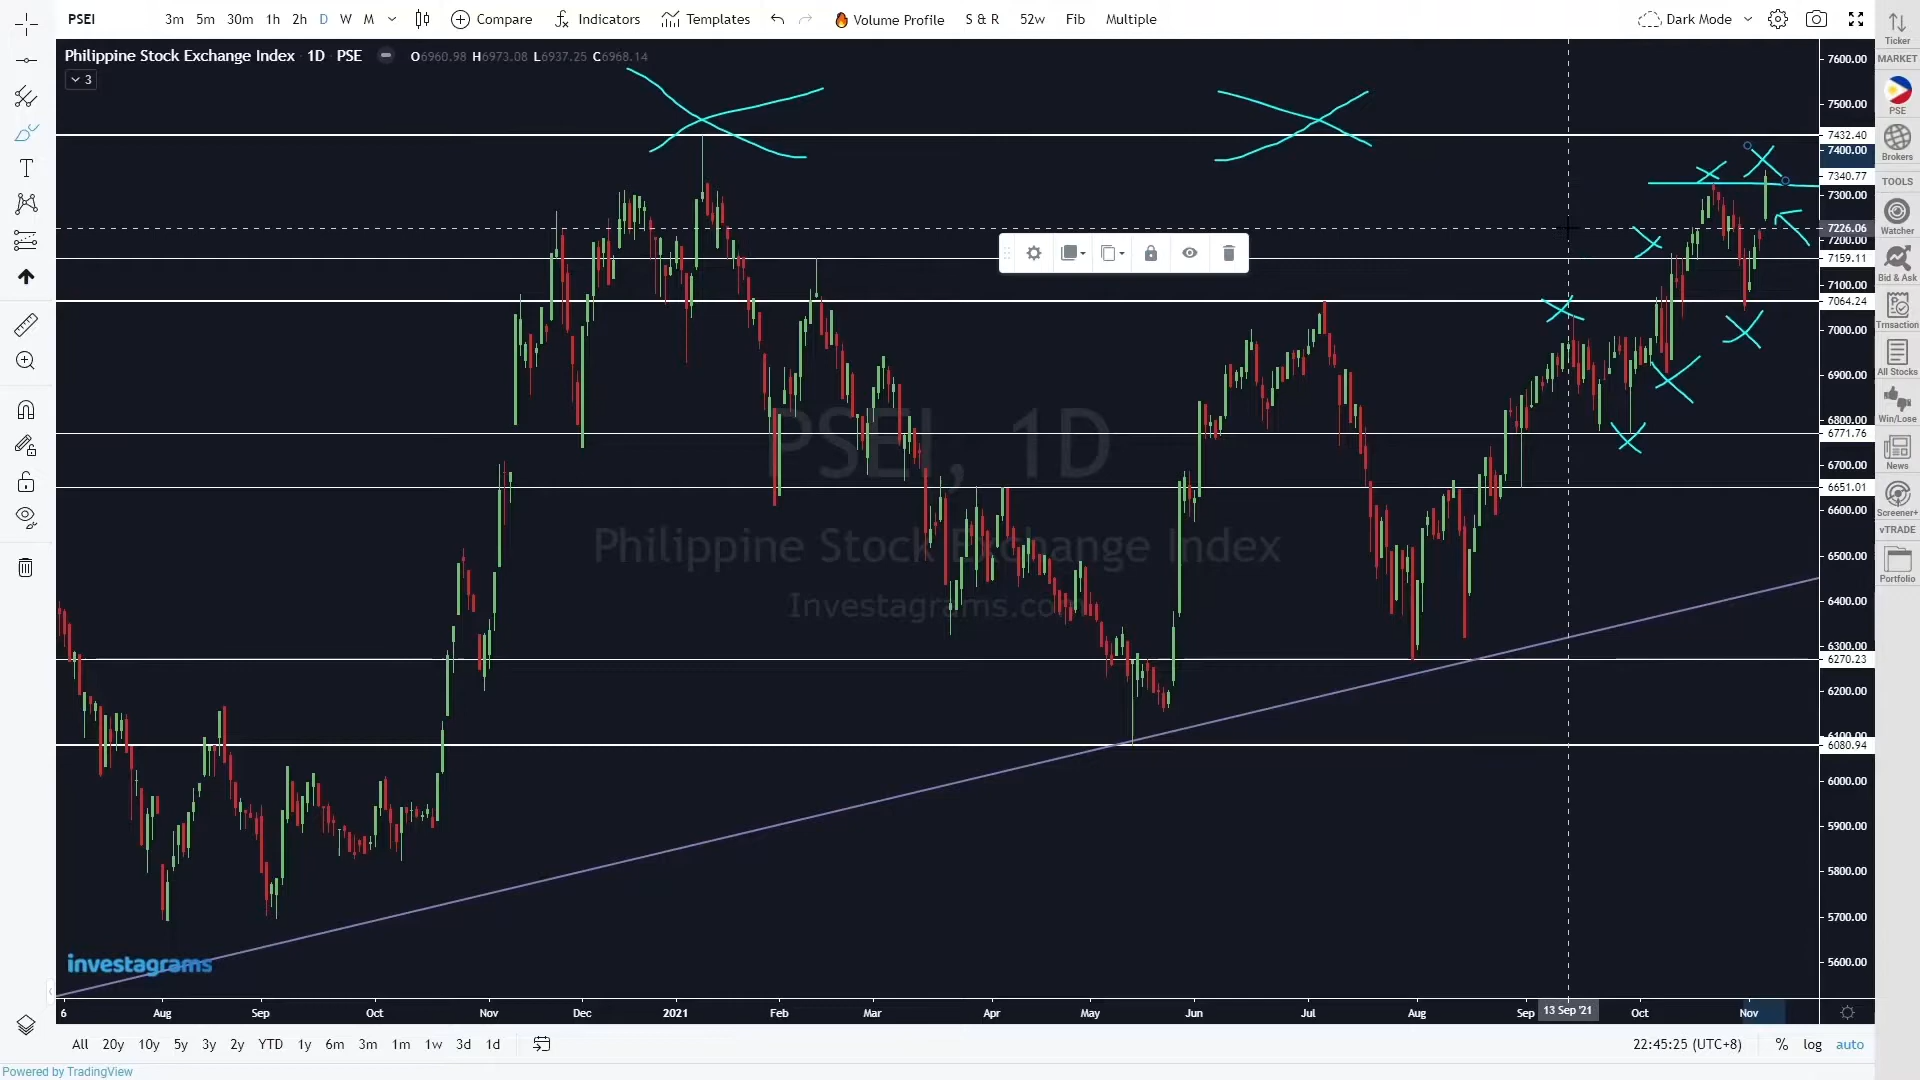 PSEI 3m 5m 30m 1h 2h D W M Compare Indicators Templates Volume Profile S & R 52w Fib Multiple Dark Mode
Philippine Stock Exchange Index 1D PSE O6960.98 H6973.08 L6937.25 C6968.14
3
7600.00
7500.00
7432.40
7400.00
7340.77
7300.00
7226.06
7200.00
7159.11
7100.00
7064.24
7000.00
6900.00
6800.00
6771.76
6700.00
6651.01
6600.00
6500.00
6400.00
6300.00
6270.23
6200.00
6100.00
6080.94
6000.00
5900.00
5800.00
5700.00
5600.00
PSEI, 1D
Philippine Stock Exchange Index
Investagrams.com
investagrams
6 Aug Sep Oct Nov Dec 2021 Feb Mar Apr May Jun Jul Aug Sep 13 Sep '21 Oct Nov
All 20y 10y 5y 3y 2y YTD 1y 6m 3m 1m 1w 3d 1d 22:45:25 (UTC+8) % log auto
Powered by TradingView
Ticker
MARKET
PSE
Brokers
TOOLS
Watcher
Bid & Ask
Trnsaction
All Stocks
Win/Lose
News
Screener+
vTRADE
Portfolio